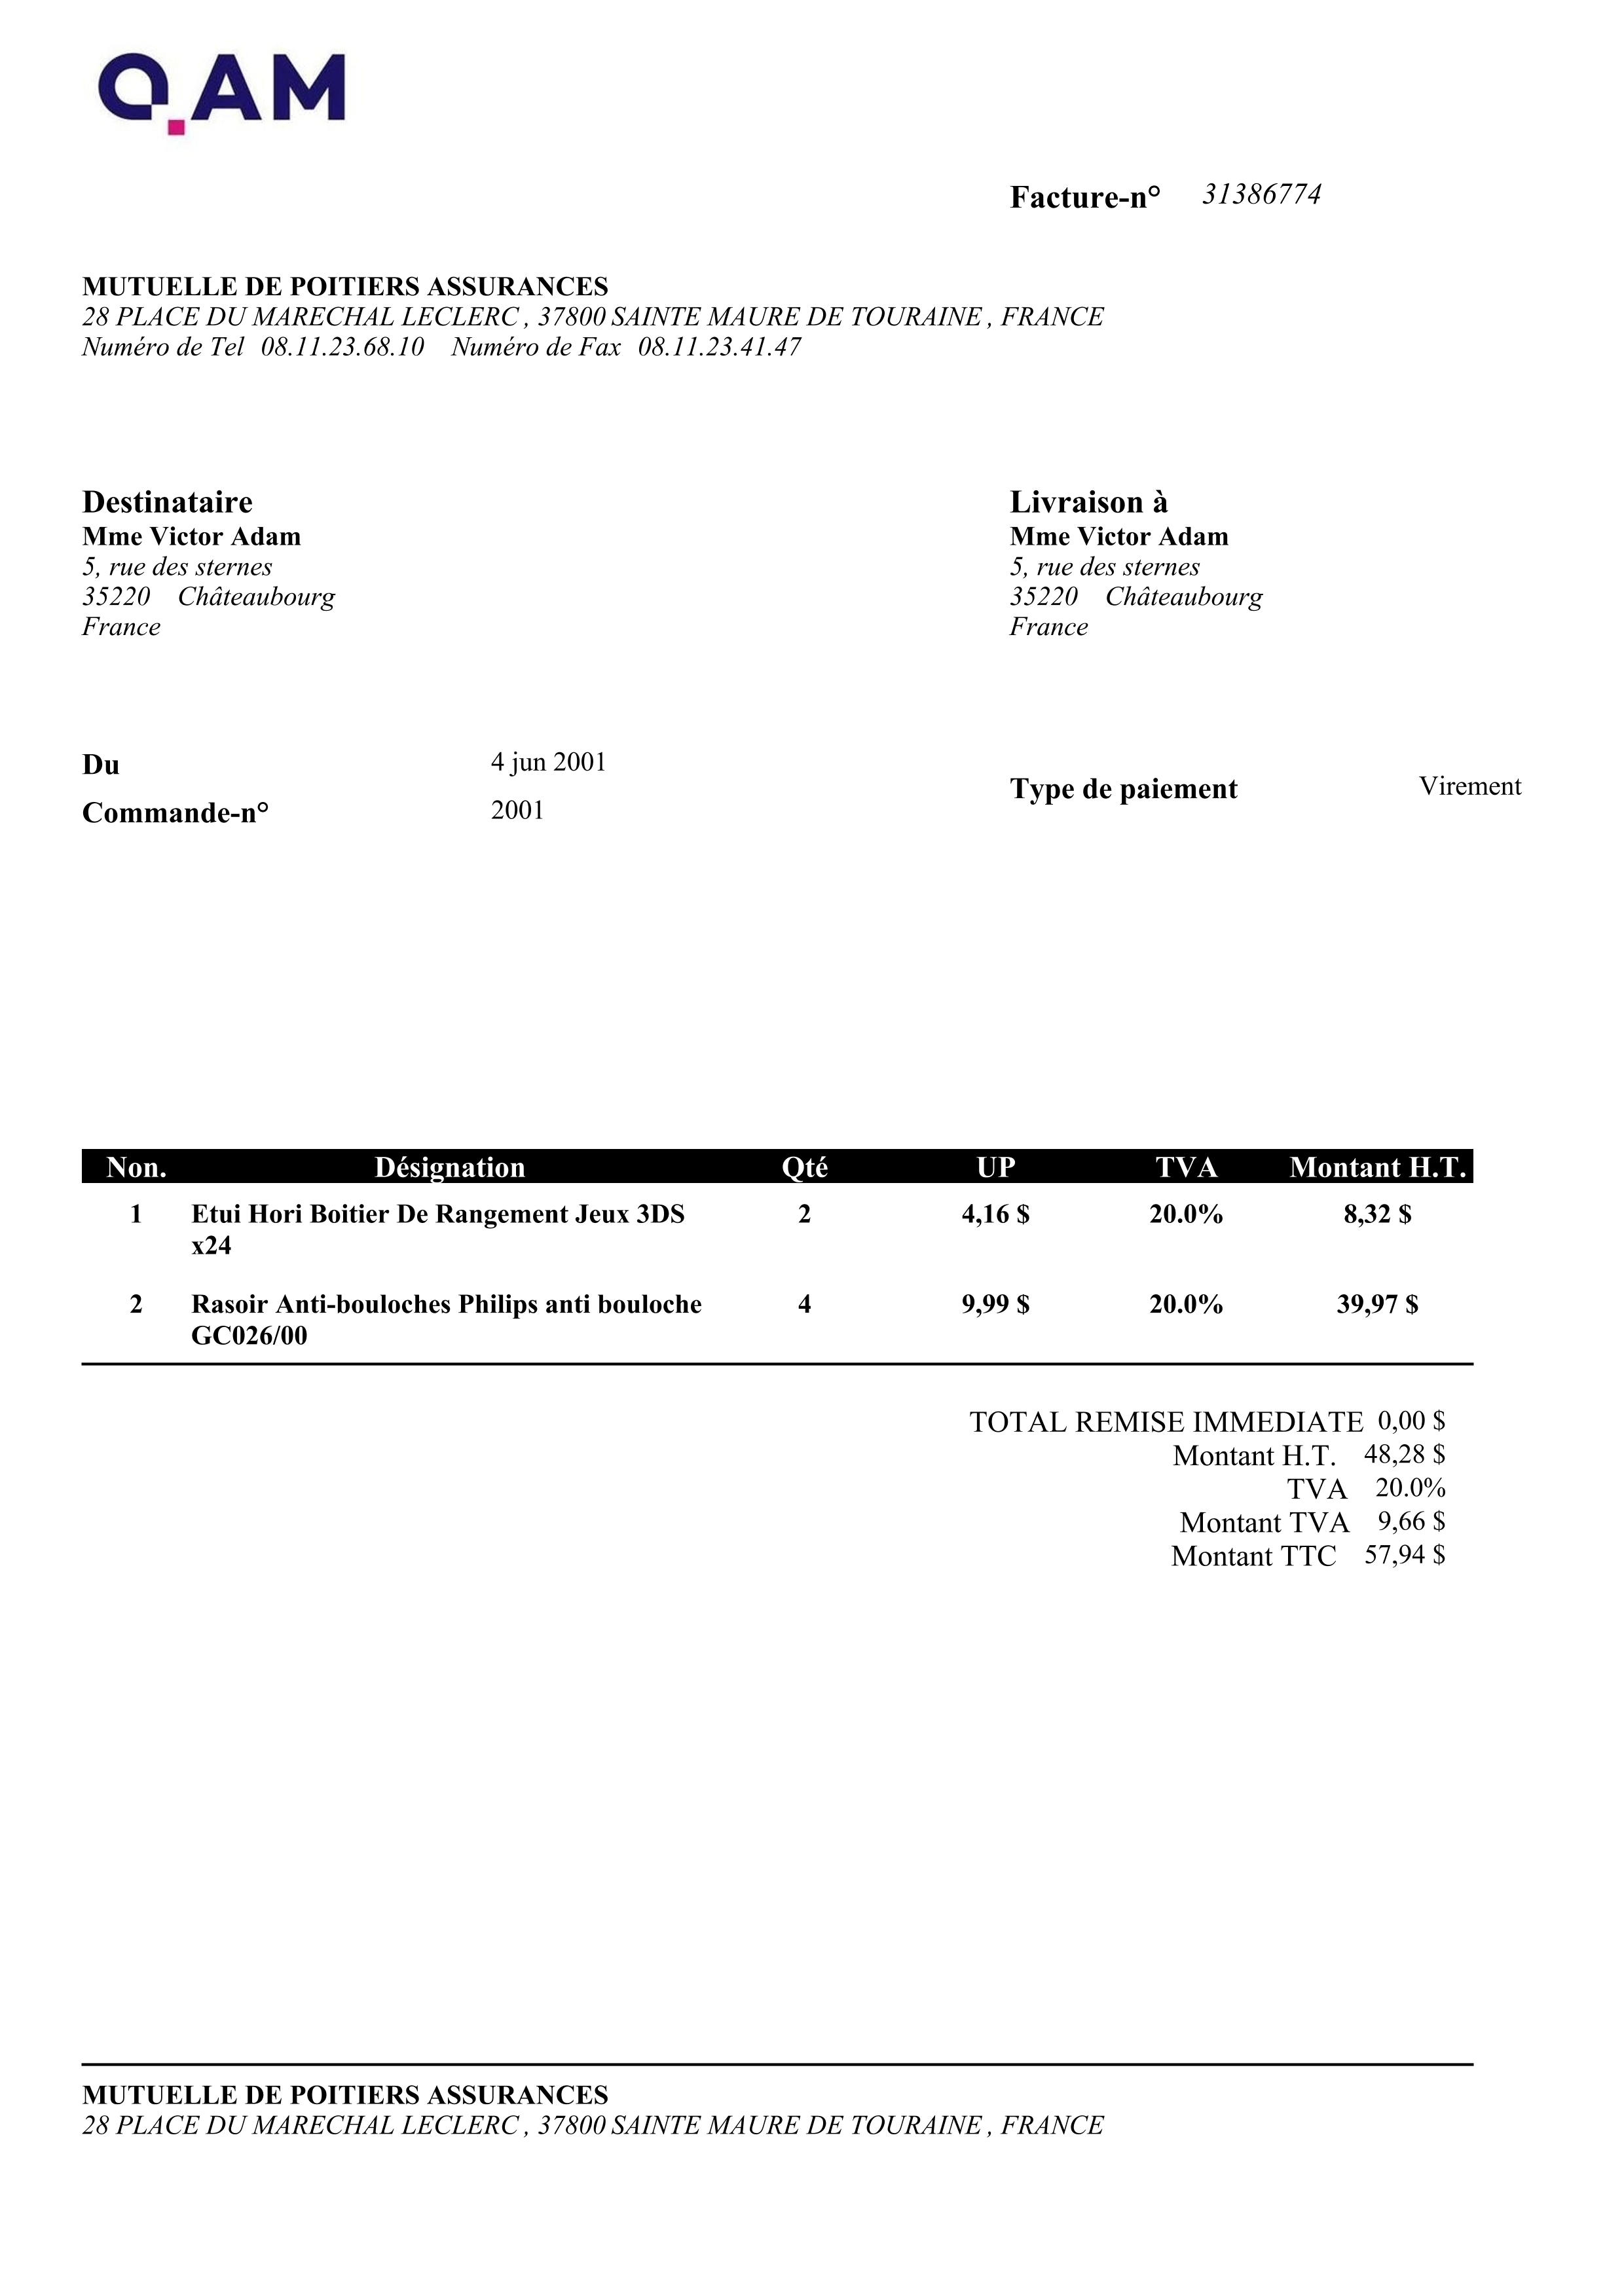 Q.AM
Facture-n° 31386774
MUTUELLE DE POITIERS ASSURANCES
28 PLACE DU MARECHAL LECLERC , 37800 SAINTE MAURE DE TOURAINE , FRANCE
Numéro de Tel 08.11.23.68.10 Numéro de Fax 08.11.23.41.47
Destinataire
Mme Victor Adam
5, rue des sternes
35220 Châteaubourg
France
Livraison à
Mme Victor Adam
5, rue des sternes
35220 Châteaubourg
France
Du 4 jun 2001
Commande-n° 2001
Type de paiement Virement
Non. Désignation Qté UP TVA Montant H.T.
1 Etui Hori Boitier De Rangement Jeux 3DS 2 4,16 $ 20.0% 8,32 $
x24
2 Rasoir Anti-bouloches Philips anti bouloche 4 9,99 $ 20.0% 39,97 $
GC026/00
TOTAL REMISE IMMEDIATE 0,00 $
Montant H.T. 48,28 $
TVA 20.0%
Montant TVA 9,66 $
Montant TTC 57,94 $
MUTUELLE DE POITIERS ASSURANCES
28 PLACE DU MARECHAL LECLERC , 37800 SAINTE MAURE DE TOURAINE , FRANCE